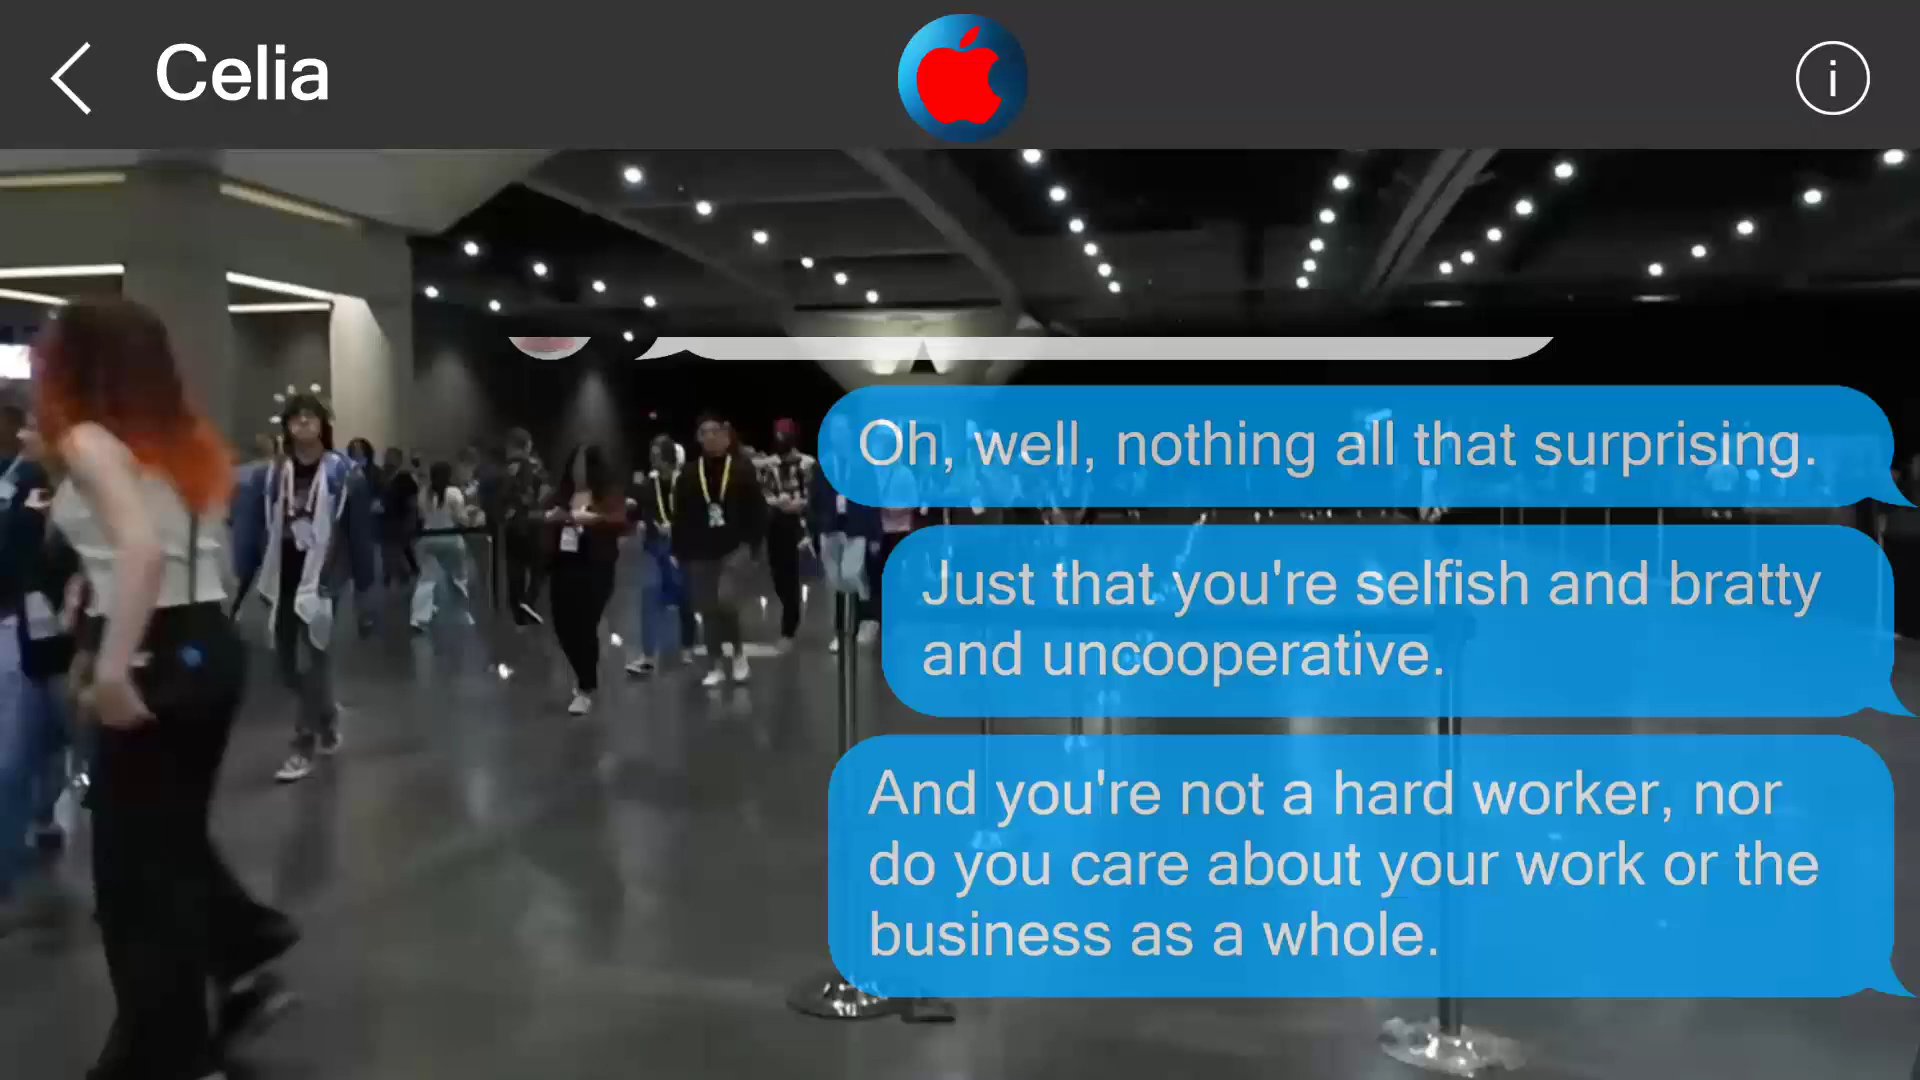 Celia
i
Oh, well, nothing all that surprising.
Just that you're selfish and bratty
and uncooperative.
And you're not a hard worker, nor
do you care about your work or the
business as a whole.